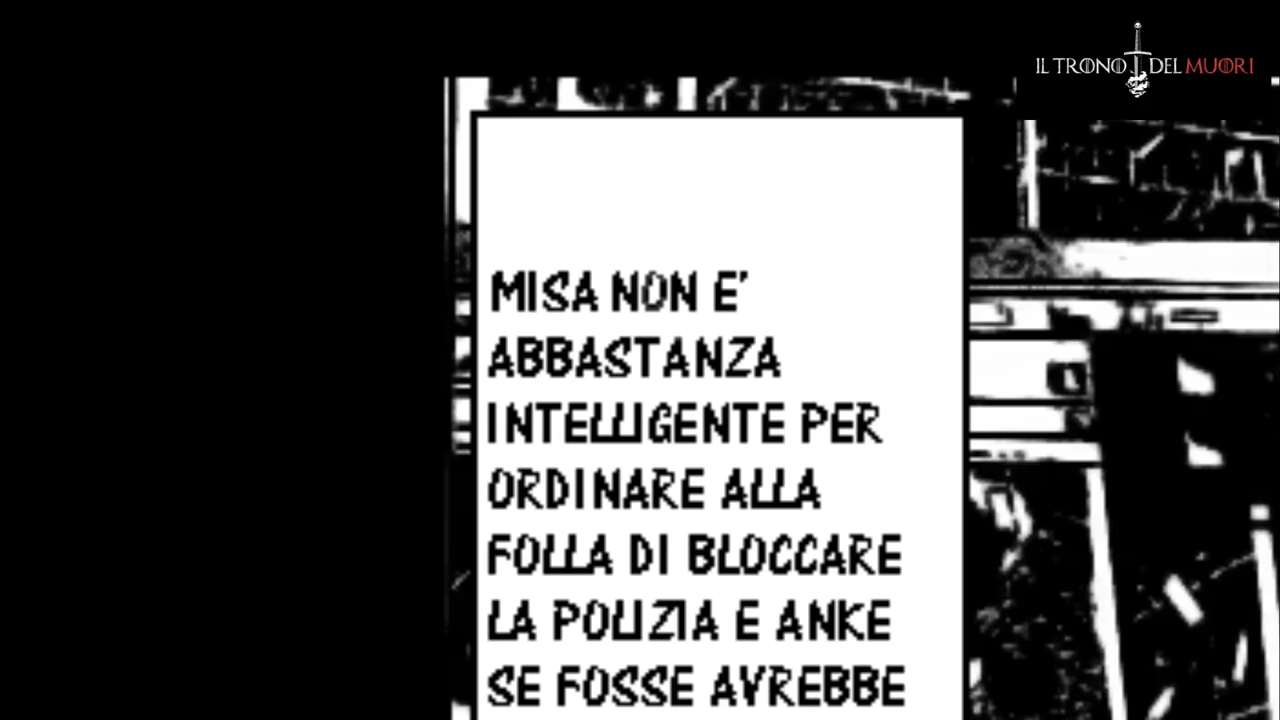 IL TRONO DEL MUORI
MISA NON E'
ABBASTANZA
INTELLIGENTE PER
ORDINARE ALLA
FOLLA DI BLOCCARE
LA POLIZIA E ANKE
SE FOSSE AVREBBE